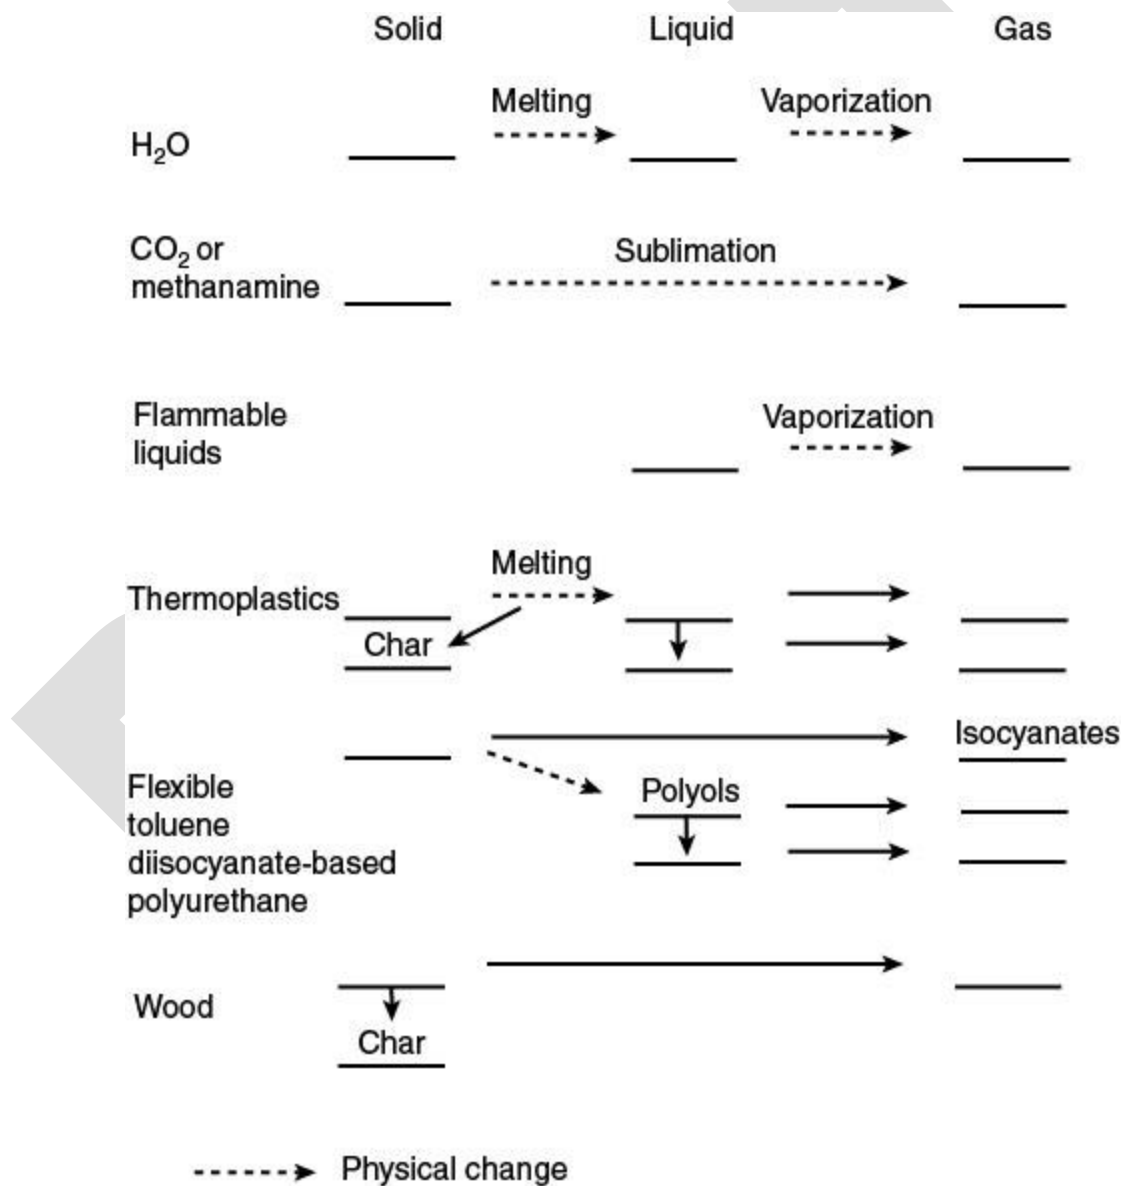 Solid Liquid Gas
Melting Vaporization
H₂O
Sublimation
CO₂ or
methanamine
Vaporization
Flammable
liquids
Melting
Thermoplastics
Char
Isocyanates
Polyols
Flexible
toluene
diisocyanate-based
polyurethane
Wood
Char
Physical change